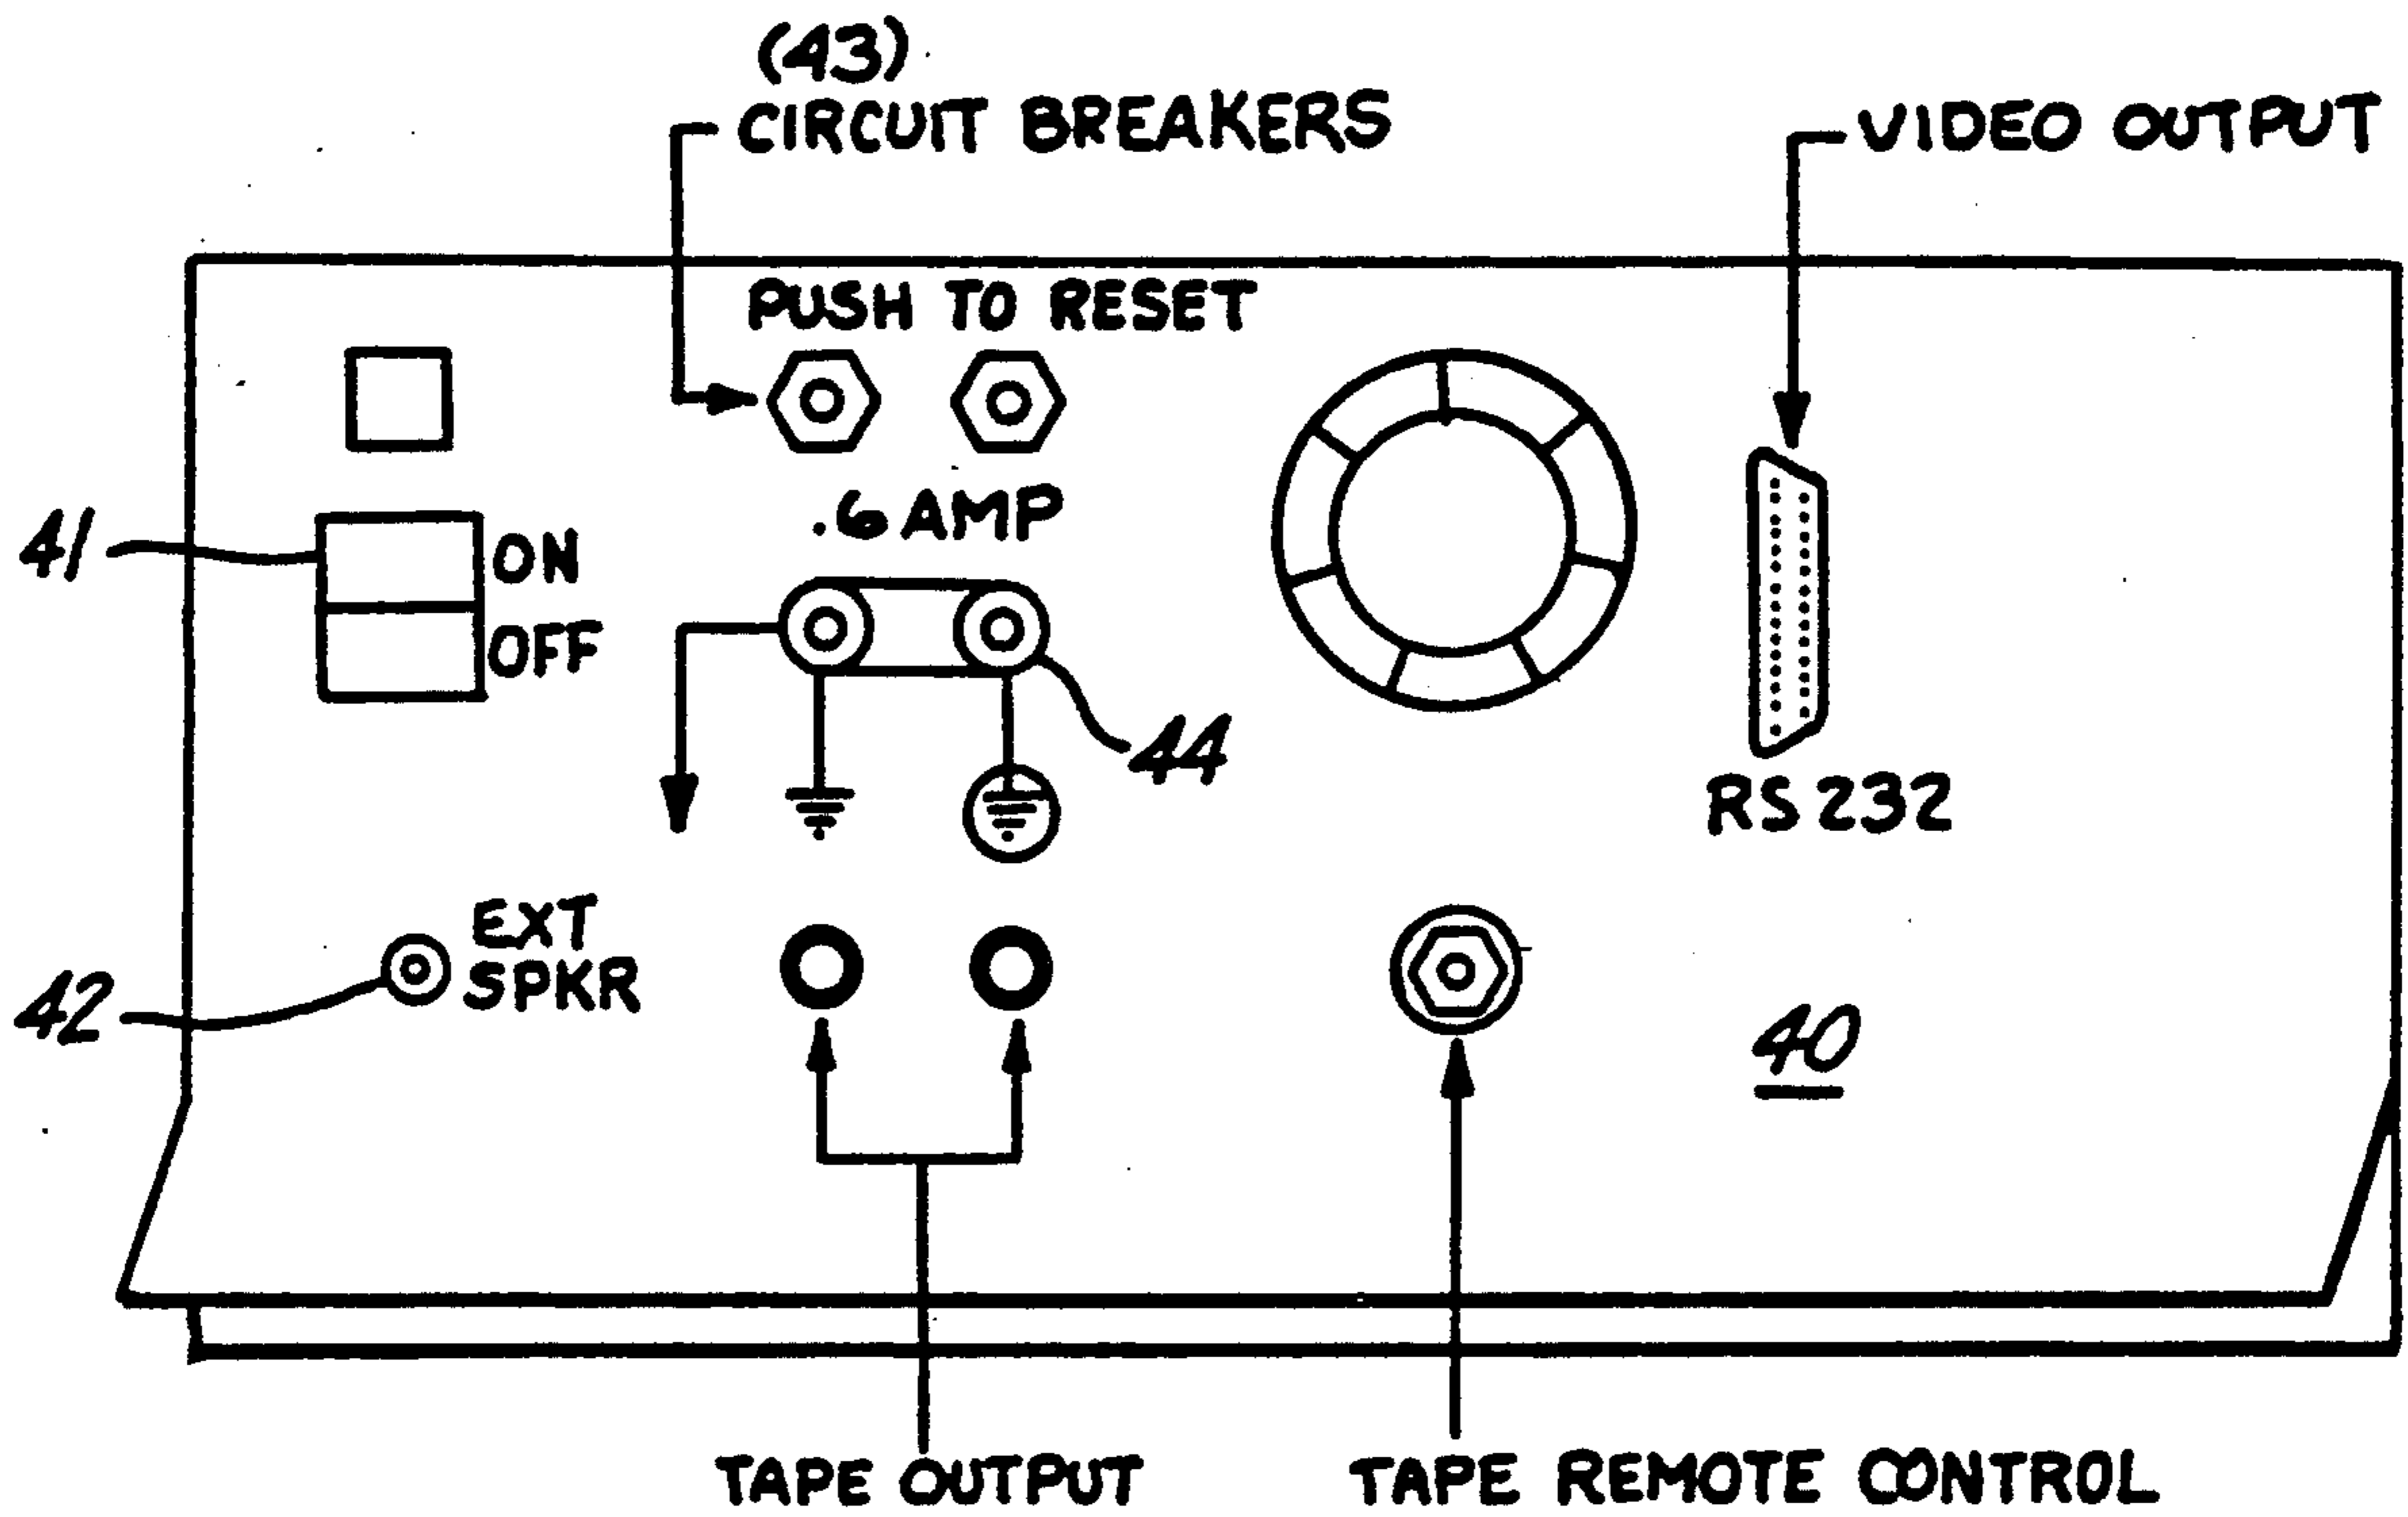 (43)
CIRCUIT BREAKERS
VIDEO OUTPUT
PUSH TO RESET
.6 AMP
41
ON
OFF
44
RS 232
EXT
SPKR
42
40
TAPE OUTPUT
TAPE REMOTE CONTROL